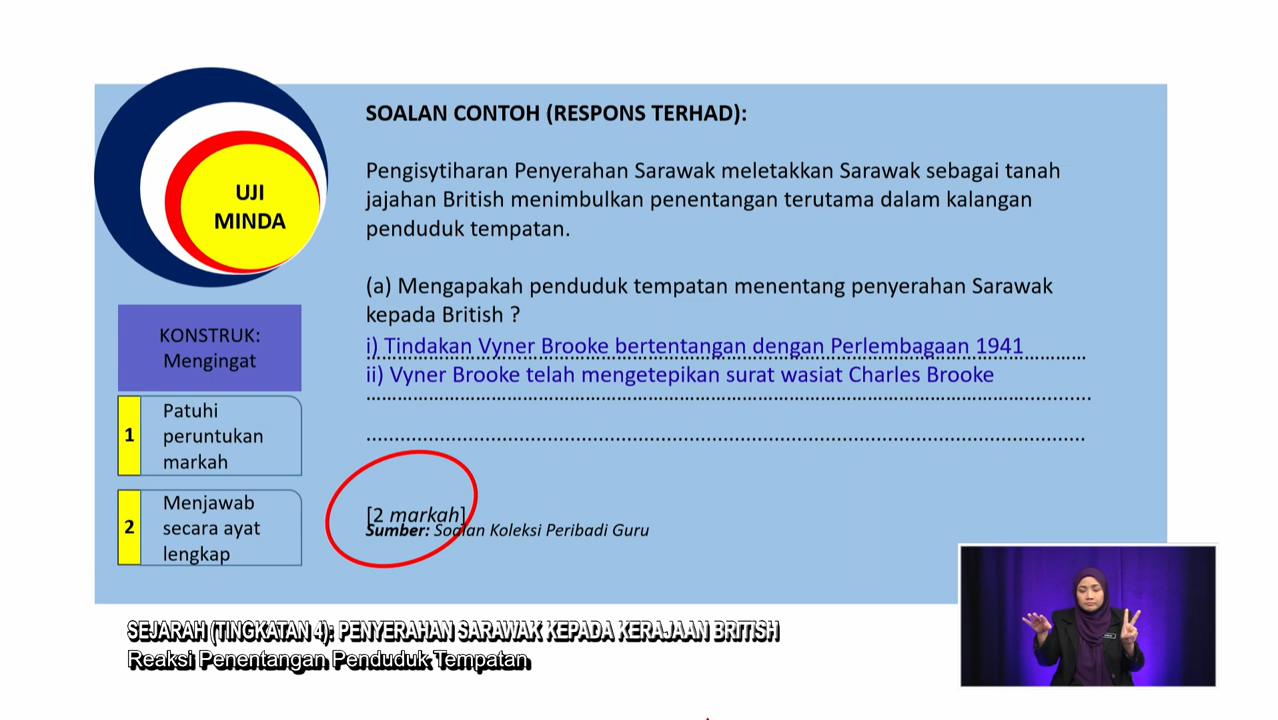 SOALAN CONTOH (RESPONS TERHAD):
Pengisytiharan Penyerahan Sarawak meletakkan Sarawak sebagai tanah
jajahan British menimbulkan penentangan terutama dalam kalangan
penduduk tempatan.
UJI
MINDA
(a) Mengapakah penduduk tempatan menentang penyerahan Sarawak
kepada British ?
i) Tindakan Vyner Brooke bertentangan dengan Perlembagaan 1941
ii) Vyner Brooke telah mengetepikan surat wasiat Charles Brooke
[2 markah]
Sumber: Soalan Koleksi Peribadi Guru
KONSTRUK:
Mengingat
1
Patuhi
peruntukan
markah
2
Menjawab
secara ayat
lengkap
SEJARAH (TINGKATAN 4): PENYERAHAN SARAWAK KEPADA KERAJAAN BRITISH
Reaksi Penentangan Penduduk Tempatan